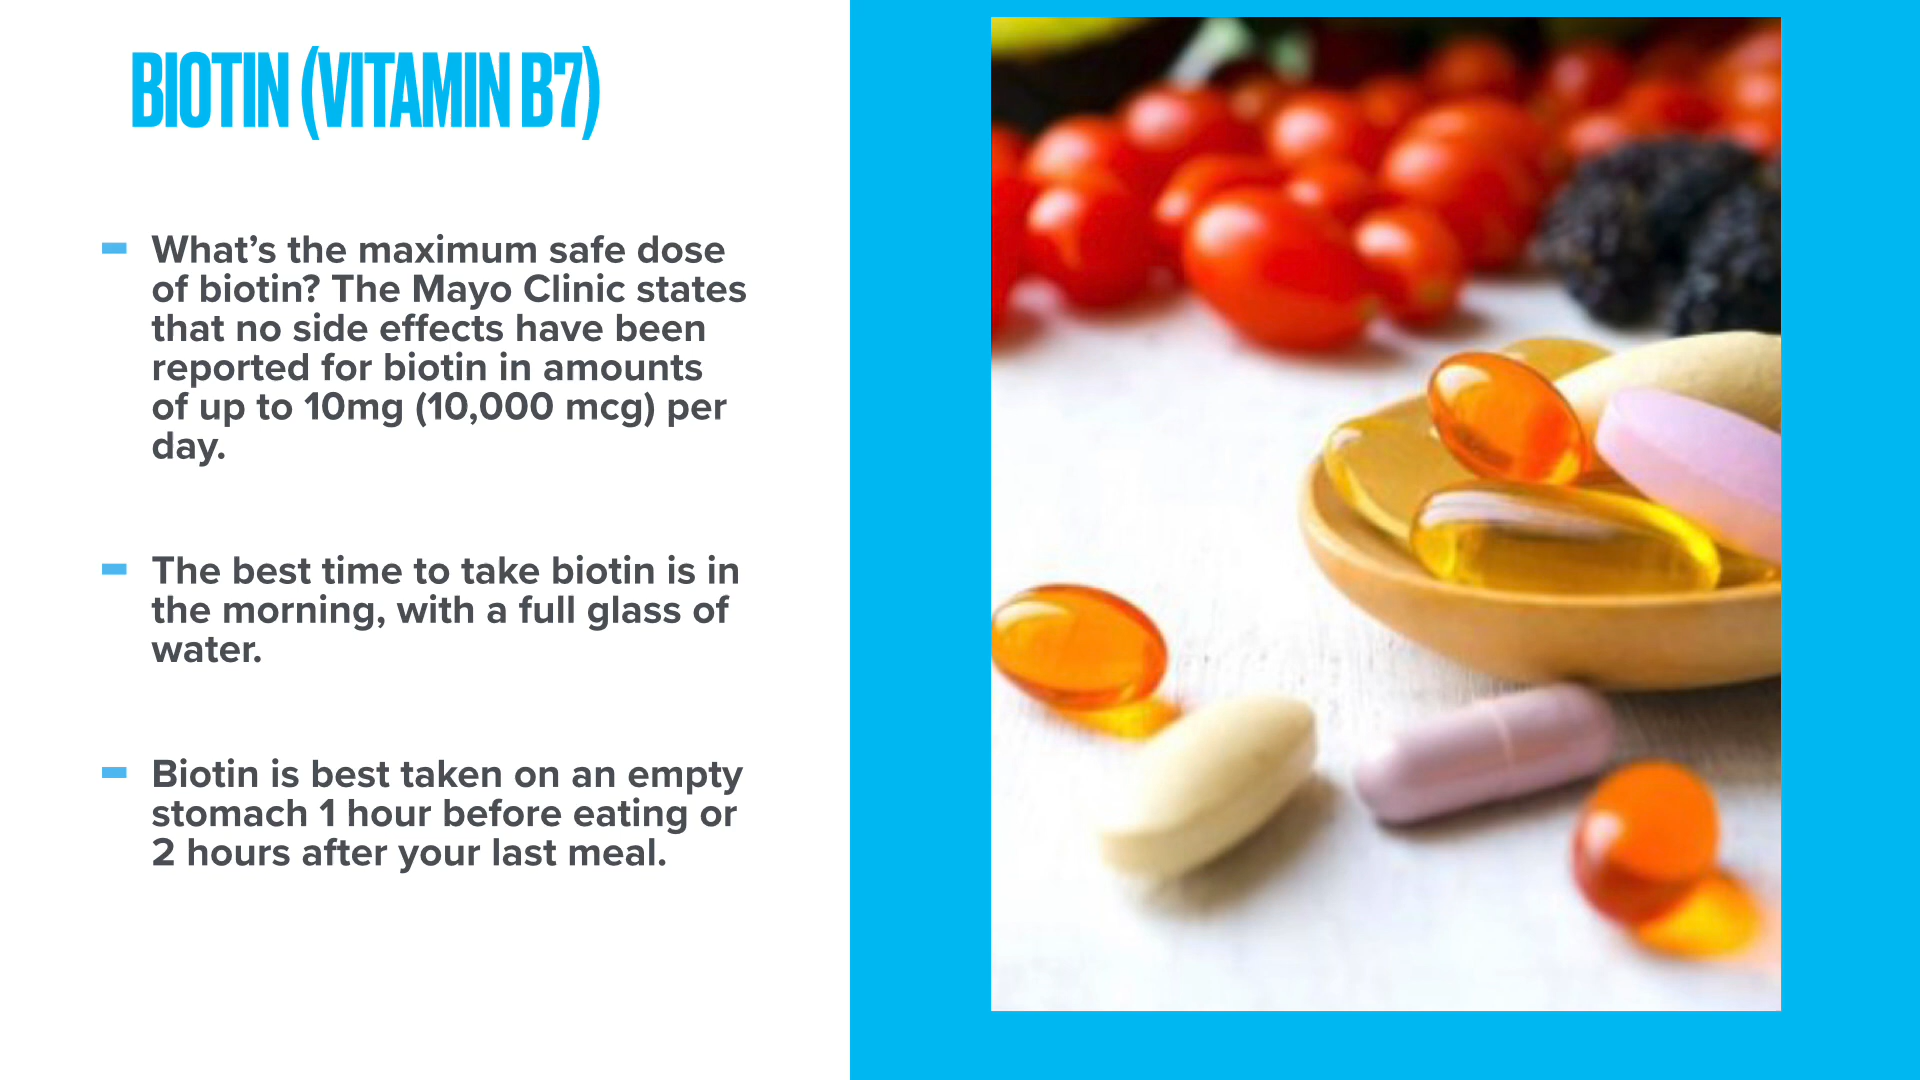 BIOTIN (VITAMIN B7)
What’s the maximum safe dose
of biotin? The Mayo Clinic states
that no side effects have been
reported for biotin in amounts
of up to 10mg (10,000 mcg) per
day.
The best time to take biotin is in
the morning, with a full glass of
water.
Biotin is best taken on an empty
stomach 1 hour before eating or
2 hours after your last meal.